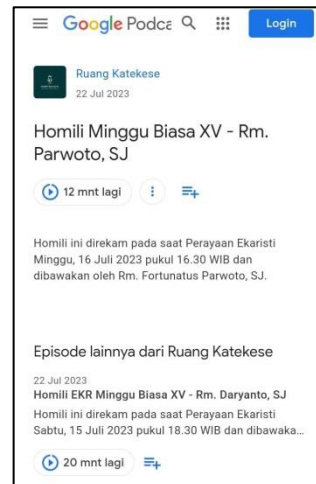 Google Podca
Login
Ruang Katekese
22 Jul 2023
Homili Minggu Biasa XV - Rm.
Parwoto, SJ
12 mnt lagi
Homili ini direkam pada saat Perayaan Ekaristi
Minggu, 16 Juli 2023 pukul 16.30 WIB dan
dibawakan oleh Rm. Fortunatus Parwoto, SJ.
Episode lainnya dari Ruang Katekese
22 Jul 2023
Homili EKR Minggu Biasa XV - Rm. Daryanto, SJ
Homili ini direkam pada saat Perayaan Ekaristi
Sabtu, 15 Juli 2023 pukul 18.30 WIB dan dibawaka...
20 mnt lagi